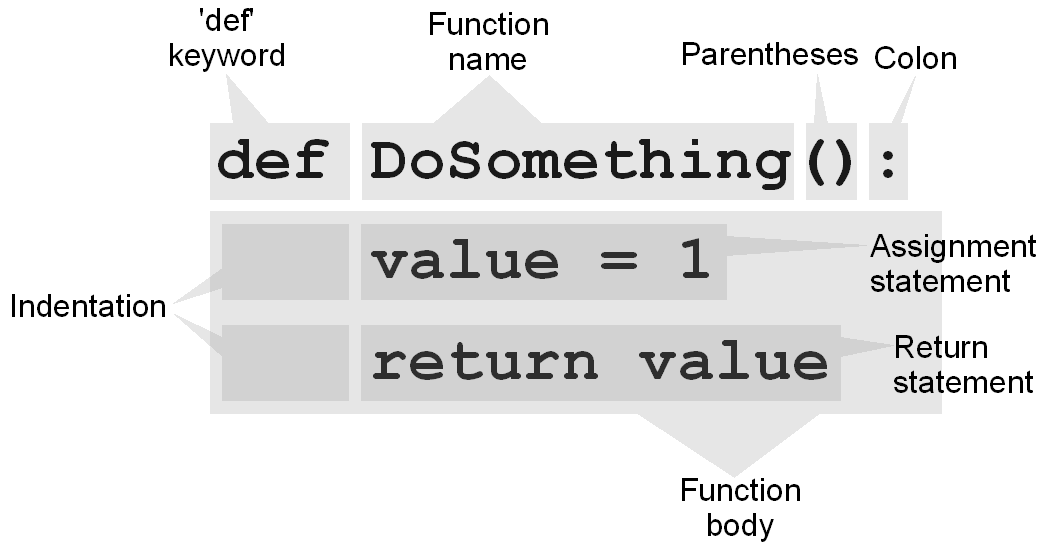 'def'
keyword
Function
name
Parentheses
Colon
def DoSomething():
value = 1
Assignment
statement
Indentation
return value
Return
statement
Function
body